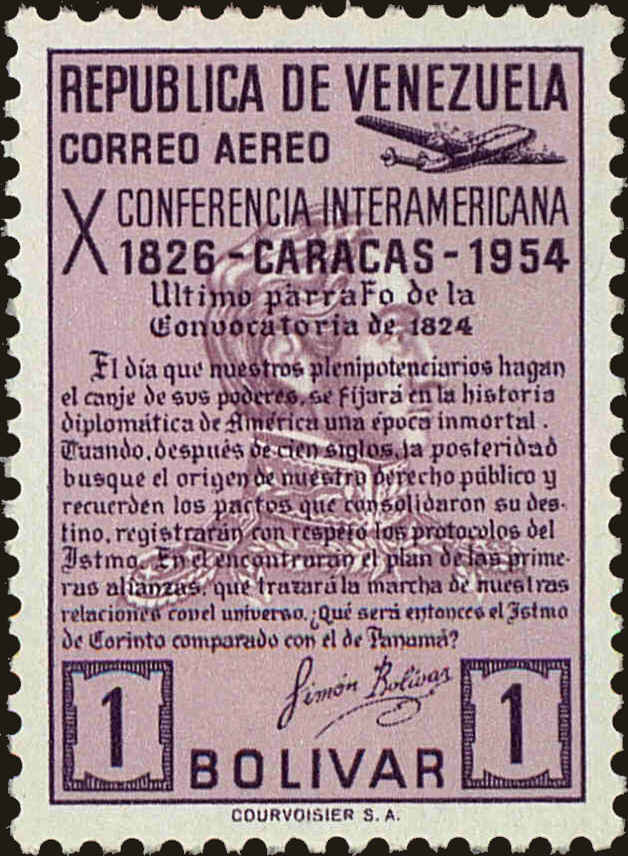 REPUBLICA DE VENEZUELA
CORREO AEREO
X CONFERENCIA INTERAMERICANA
1826 - CARACAS - 1954
Ultimo parrafo de la
Convocatoria de 1824
El día que nuestros plenipotenciarios hagan
el canje de sus poderes, se fijará en la historia
diplomática de América una época inmortal.
Cuando, después de cien siglos, la posteridad
busque el origen de nuestro derecho público y
recuerden los pactos que consolidaron su des-
tino, registrarán con respeto los protocolos del
Istmo. En él encontrarán el plan de las prime-
ras alianzas, que trazará la marcha de nuestras
relaciones con el universo. ¿Qué será entonces el Istmo
de Corinto comparado con el de Panamá?
Simón Bolívar
1 BOLIVAR 1
COURVOISIER S. A.